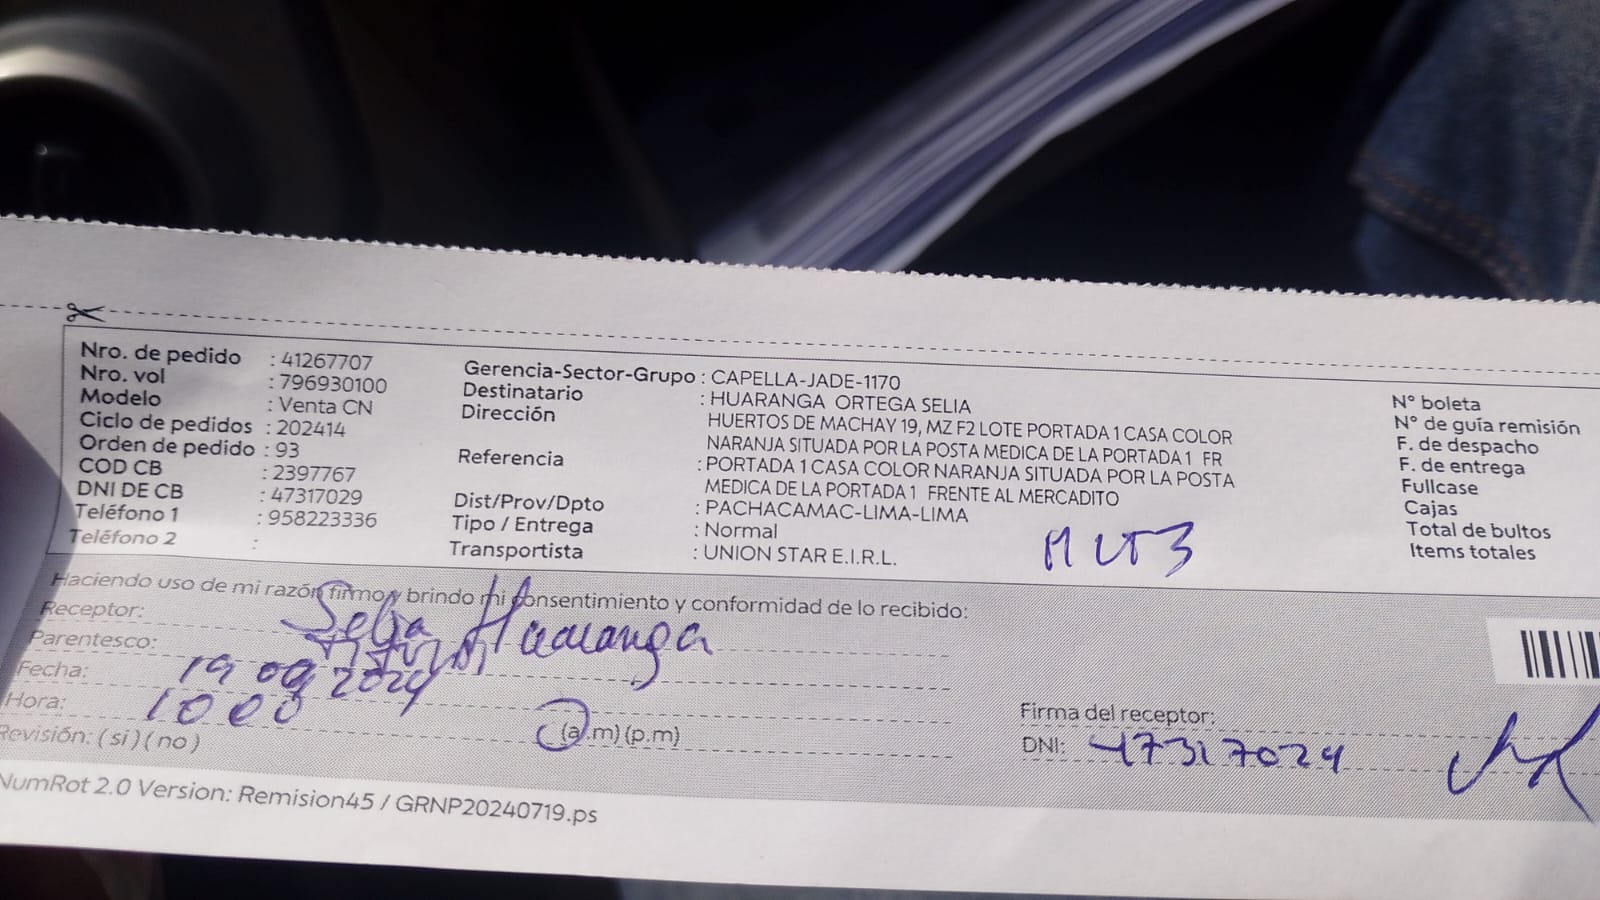 Nro. de pedido : 41267707
Nro. vol : 796930100
Modelo : Venta CN
Ciclo de pedidos : 202414
Orden de pedido : 93
COD CB : 2397767
DNI DE CB : 47317029
Teléfono 1 : 958223336
Teléfono 2 :
Gerencia-Sector-Grupo : CAPELLA-JADE-1170
Destinatario : HUARANGA ORTEGA SELIA
Dirección HUERTOS DE MACHAY 19, MZ F2 LOTE PORTADA 1 CASA COLOR
NARANJA SITUADA POR LA POSTA MEDICA DE LA PORTADA 1 FR
Referencia : PORTADA 1 CASA COLOR NARANJA SITUADA POR LA POSTA
MEDICA DE LA PORTADA 1 FRENTE AL MERCADITO
Dist/Prov/Dpto : PACHACAMAC-LIMA-LIMA
Tipo / Entrega : Normal
Transportista : UNION STAR E.I.R.L.
N° boleta
N° de guía remisión
F. de despacho
F. de entrega
Fullcase
Cajas
Total de bultos
Items totales
Haciendo uso de mi razón firmo y brindo mi consentimiento y conformidad de lo recibido:
Receptor: Selia Huaranga
Parentesco:
Fecha: 19 09 2024
Hora: 10 00 (a.m) (p.m)
Revisión: (si) (no)
Firma del receptor:
DNI: 47317029
NumRot 2.0 Version: Remision45 / GRNP20240719.ps